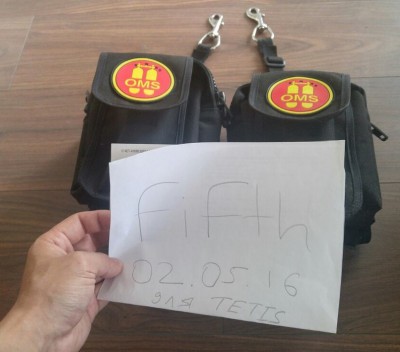 OMS
OMS
Fifth
02.05.16
для TETIS